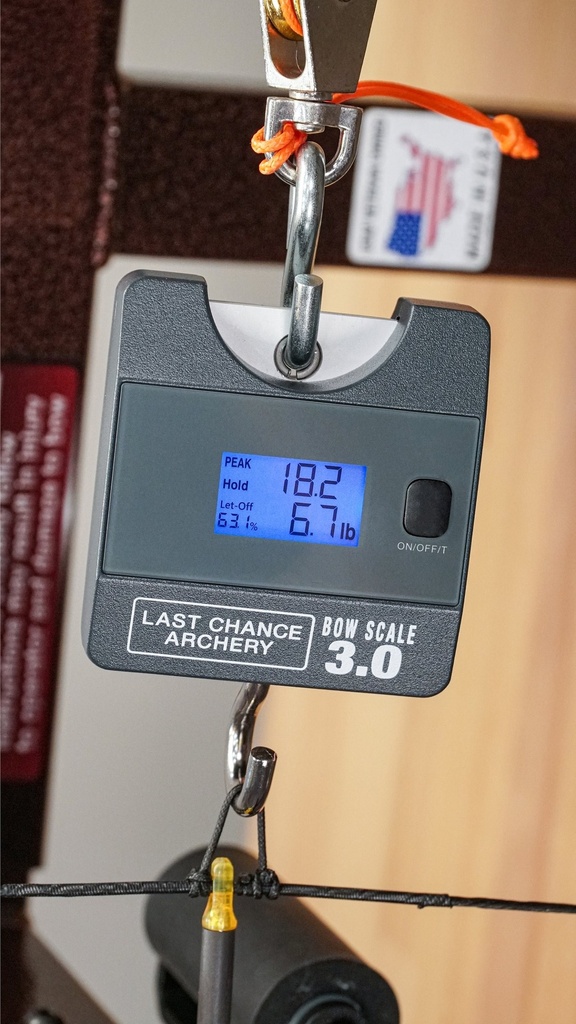 PEAK 18.2
Hold
Let-Off 6.7lb
63.1%
ON/OFF/T
LAST CHANCE
ARCHERY
BOW SCALE
3.0